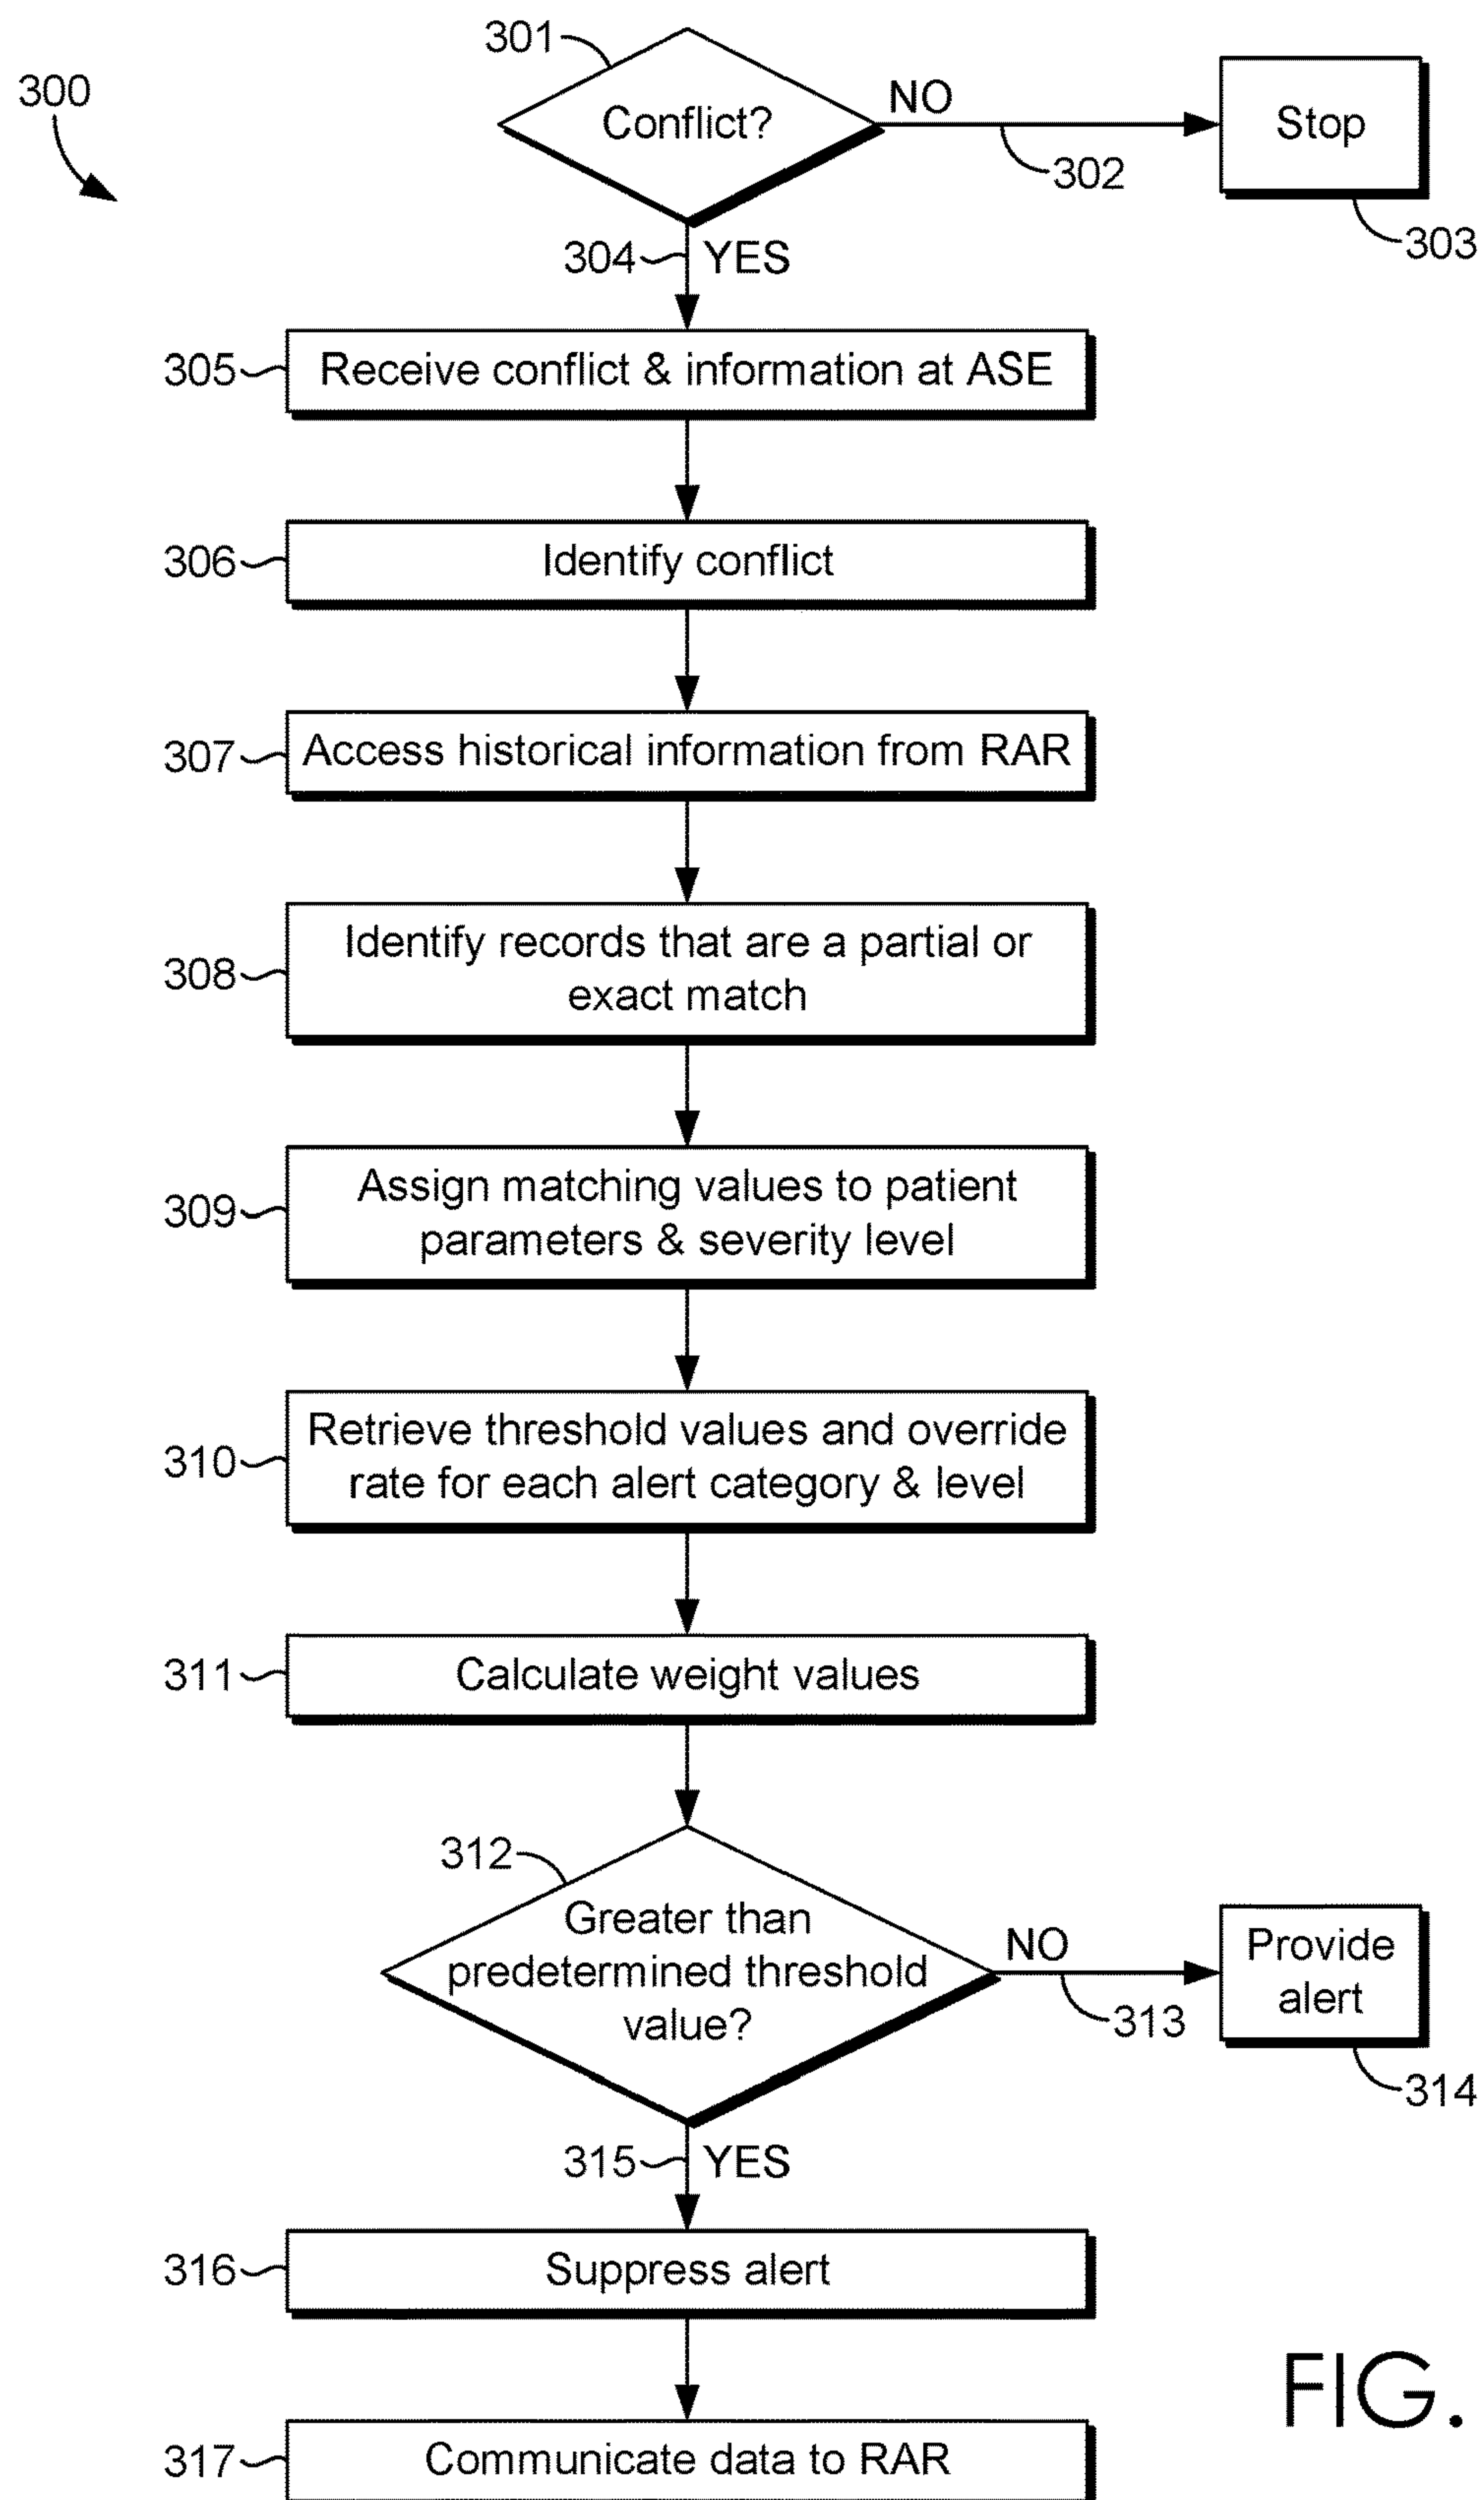 300
301
Conflict?
NO
302
Stop
303
304
YES
305
Receive conflict & information at ASE
306
Identify conflict
307
Access historical information from RAR
308
Identify records that are a partial or
exact match
309
Assign matching values to patient
parameters & severity level
310
Retrieve threshold values and override
rate for each alert category & level
311
Calculate weight values
312
Greater than
predetermined threshold
value?
NO
313
Provide
alert
314
315
YES
316
Suppress alert
317
Communicate data to RAR
FIG.